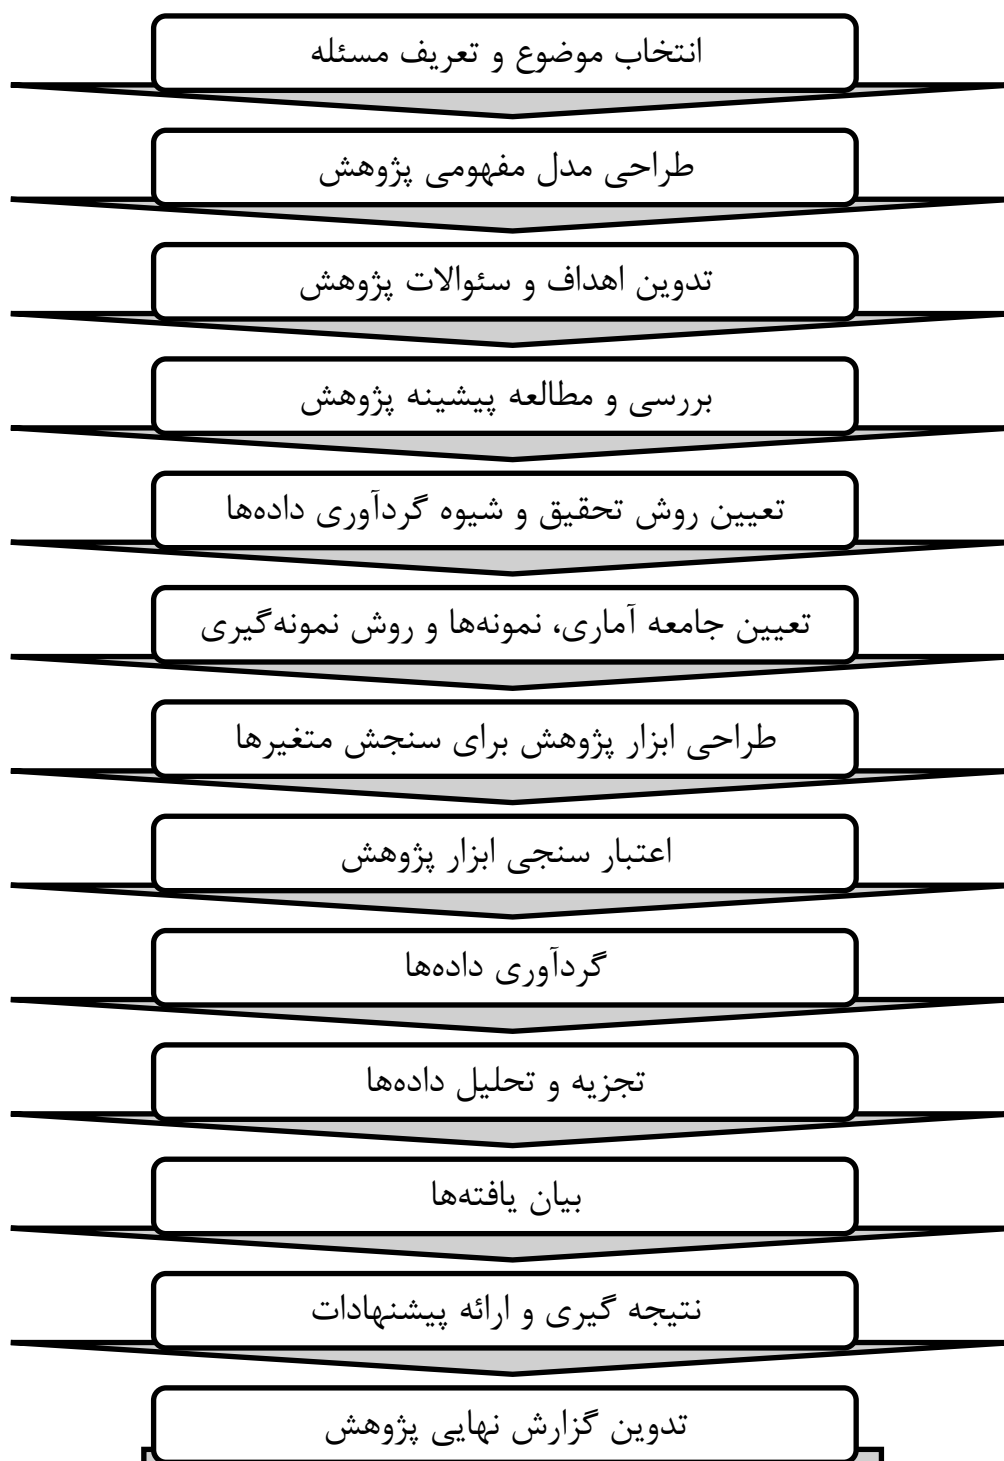 انتخاب موضوع و تعریف مسئله
طراحی مدل مفهومی پژوهش
تدوین اهداف و سئوالات پژوهش
بررسی و مطالعه پیشینه پژوهش
تعیین روش تحقیق و شیوه گردآوری داده‌ها
تعیین جامعه آماری، نمونه‌ها و روش نمونه‌گیری
طراحی ابزار پژوهش برای سنجش متغیرها
اعتبار سنجی ابزار پژوهش
گردآوری داده‌ها
تجزیه و تحلیل داده‌ها
بیان یافته‌ها
نتیجه گیری و ارائه پیشنهادات
تدوین گزارش نهایی پژوهش